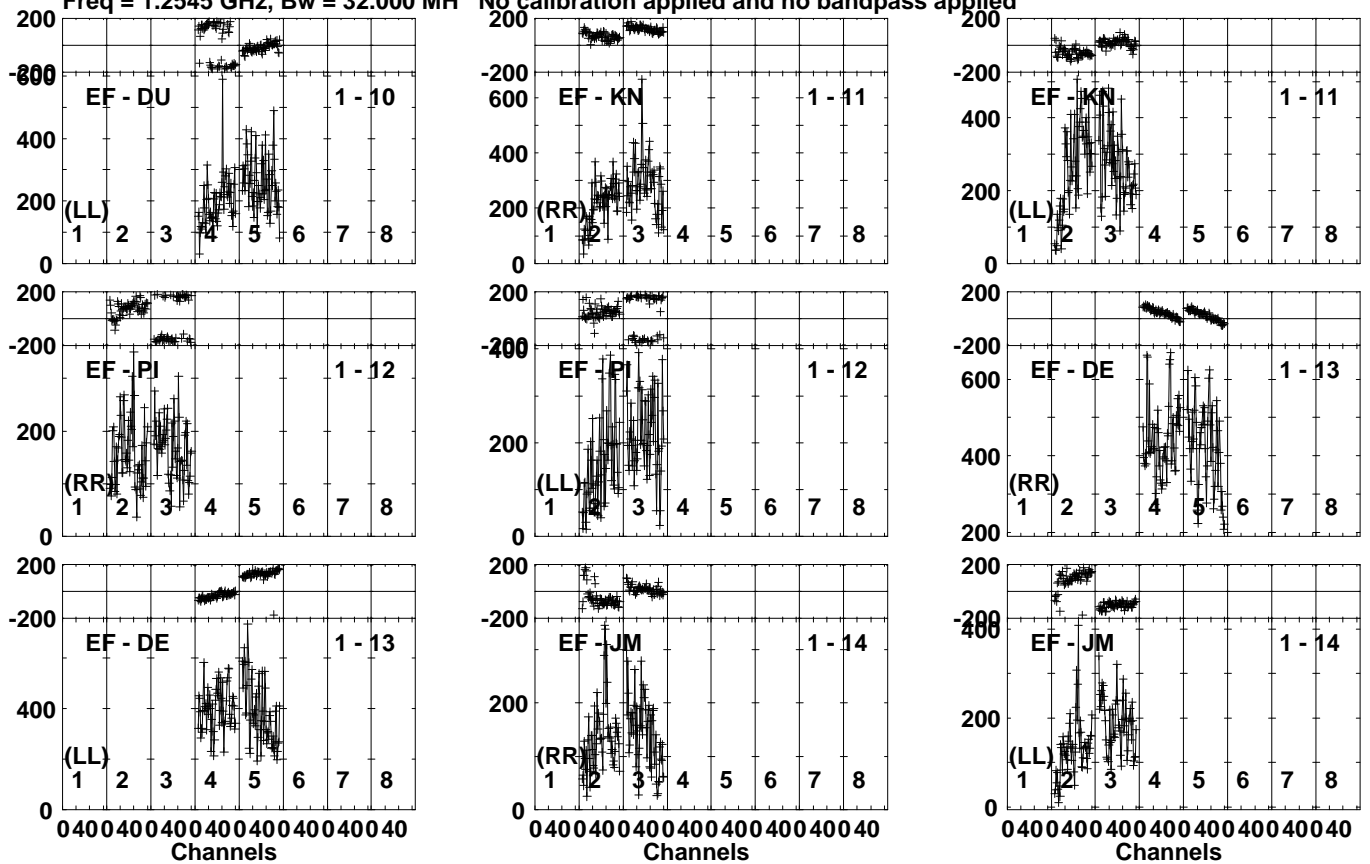 Freq = 1.2545 GHz, Bw = 32.000 MH No calibration applied and no bandpass applied
200 200 200
-200 -200 -200
600
EF - DU 1 - 10 EF - KN 1 - 11 EF - KN 1 - 11
600
400 400 400
200 200 200
(LL) (RR) (LL)
1 2 3 4 5 6 7 8 1 2 3 4 5 6 7 8 1 2 3 4 5 6 7 8
0 0 0
200 200 200
-200 -200 -200
400
EF - PI 1 - 12 EF - PI 1 - 12 EF - DE 1 - 13
600
200 200 400
(RR) (LL) (RR)
1 2 3 4 5 6 7 8 1 2 3 4 5 6 7 8 1 2 3 4 5 6 7 8
0 0 200
200 200 200
-200 -200 -200
400
EF - DE 1 - 13 EF - JM 1 - 14 EF - JM 1 - 14
400 200 200
(LL) (RR) (LL)
1 2 3 4 5 6 7 8 1 2 3 4 5 6 7 8 1 2 3 4 5 6 7 8
0 0 0
0 40 0 40 0 40 0 40 0 40 0 40 0 40 0 40 0 40 0 40 0 40 0 40 0 40 0 40 0 40 0 40 0 40 0 40 0 40 0 40 0 40 0 40 0 40 0 40
Channels Channels Channels